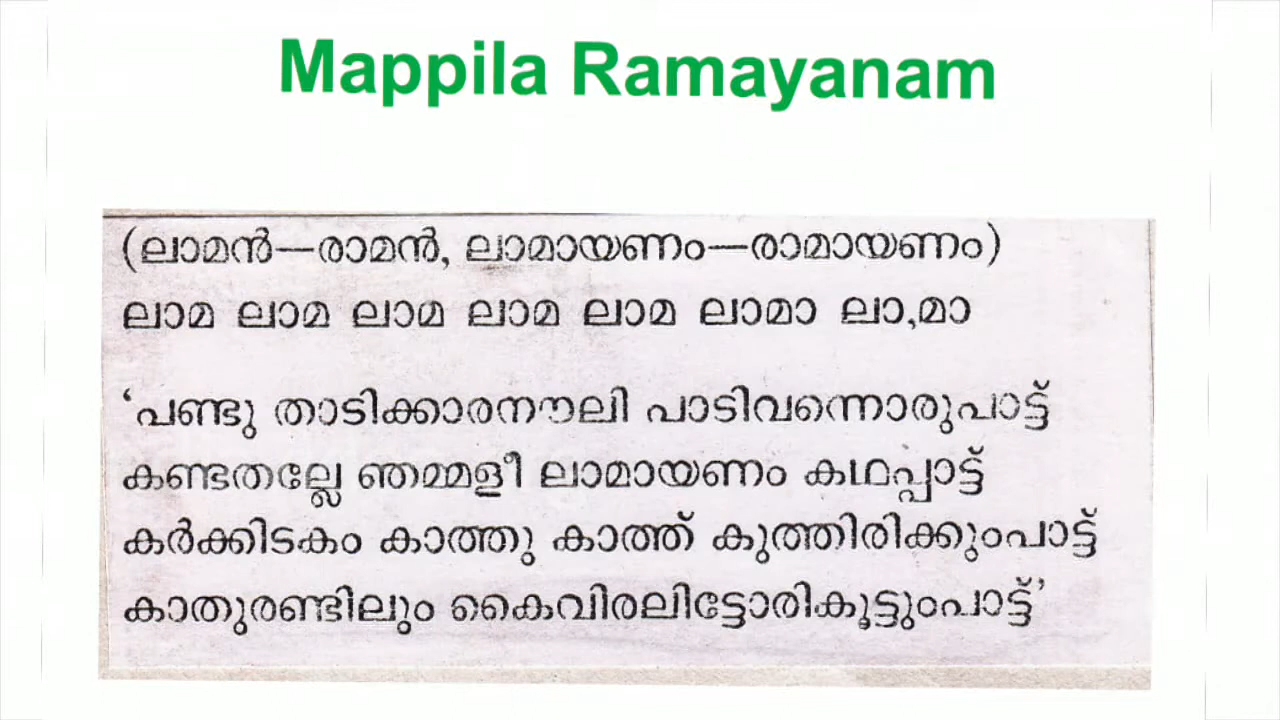 Mappila Ramayanam
(ലാമൻ—രാമൻ, ലാമായണം—രാമായണം)
ലാമ ലാമ ലാമ ലാമ ലാമ ലാമാ ലാ,മാ
‘പണ്ടു താടിക്കാരനൗലി പാടിവന്നൊരുപാട്ട്
കണ്ടതല്ലേ ഞമ്മളീ ലാമായണം കഥപ്പാട്ട്
കർക്കിടകം കാത്തു കാത്ത് കുത്തിരിക്കുംപാട്ട്
കാതുരണ്ടിലും കൈവിരലിട്ടോരികൂട്ടുംപാട്ട്’